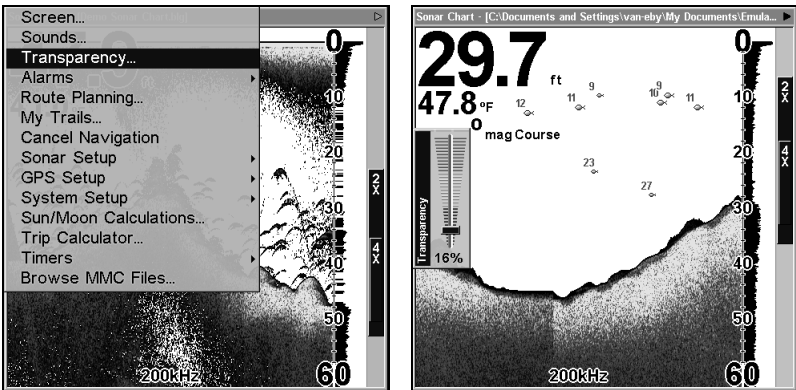 Screen...
Sounds...
Transparency...
Alarms
Route Planning...
My Trails...
Cancel Navigation
Sonar Setup
GPS Setup
System Setup
Sun/Moon Calculations...
Trip Calculator...
Timers
Browse MMC Files...
0
10
20
30
40
50
60
2X
4X
200kHz
Sonar Chart - [C:\Documents and Settings\van-eby\My Documents\Emula...
29.7 ft
47.8 °F
0 mag Course
12
11
9
9
10
11
23
27
Transparency
16%
0
10
20
30
40
50
60
2X
4X
200kHz